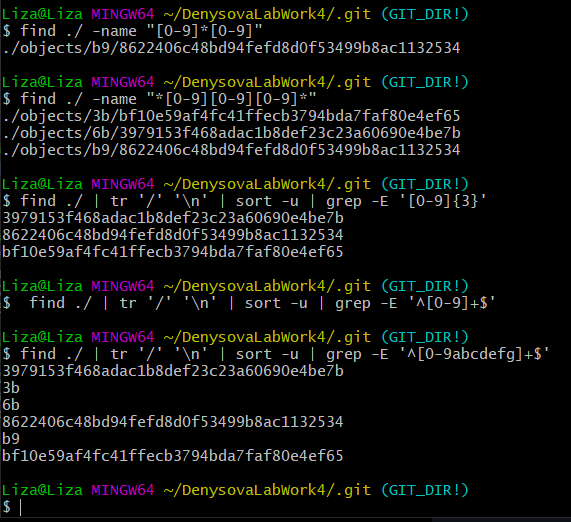 Liza@Liza MINGW64 ~/DenysovaLabWork4/.git (GIT_DIR!)
$ find ./ -name "[0-9]*[0-9]"
./objects/b9/8622406c48bd94fefd8d0f53499b8ac1132534
Liza@Liza MINGW64 ~/DenysovaLabWork4/.git (GIT_DIR!)
$ find ./ -name "*[0-9][0-9][0-9]*"
./objects/3b/bf10e59af4fc41ffecb3794bda7faf80e4ef65
./objects/6b/3979153f468adac1b8def23c23a60690e4be7b
./objects/b9/8622406c48bd94fefd8d0f53499b8ac1132534
Liza@Liza MINGW64 ~/DenysovaLabWork4/.git (GIT_DIR!)
$ find ./ | tr '/' '\n' | sort -u | grep -E '[0-9]{3}'
3979153f468adac1b8def23c23a60690e4be7b
8622406c48bd94fefd8d0f53499b8ac1132534
bf10e59af4fc41ffecb3794bda7faf80e4ef65
Liza@Liza MINGW64 ~/DenysovaLabWork4/.git (GIT_DIR!)
$  find ./ | tr '/' '\n' | sort -u | grep -E '^[0-9]+$'
Liza@Liza MINGW64 ~/DenysovaLabWork4/.git (GIT_DIR!)
$ find ./ | tr '/' '\n' | sort -u | grep -E '^[0-9abcdefg]+$'
3979153f468adac1b8def23c23a60690e4be7b
3b
6b
8622406c48bd94fefd8d0f53499b8ac1132534
b9
bf10e59af4fc41ffecb3794bda7faf80e4ef65
Liza@Liza MINGW64 ~/DenysovaLabWork4/.git (GIT_DIR!)
$